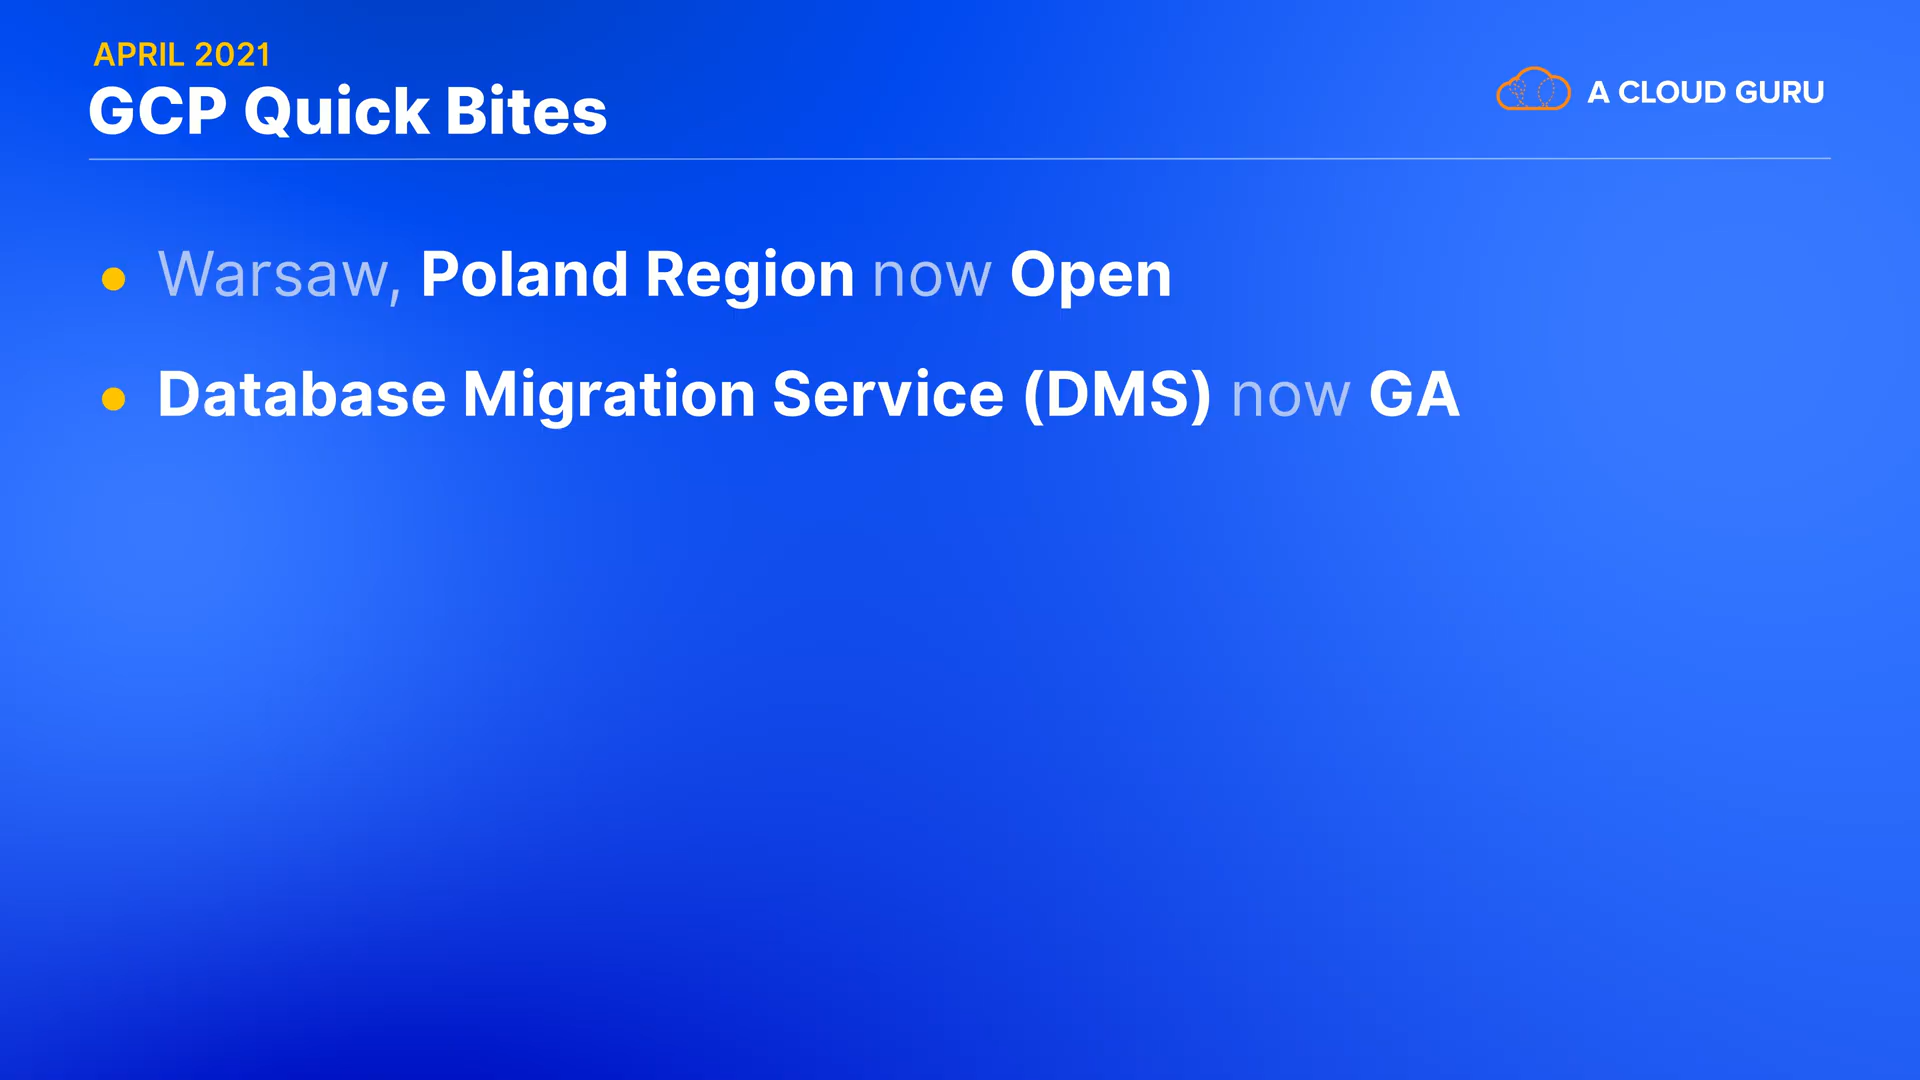 APRIL 2021
GCP Quick Bites
A CLOUD GURU
Warsaw, Poland Region now Open
Database Migration Service (DMS) now GA